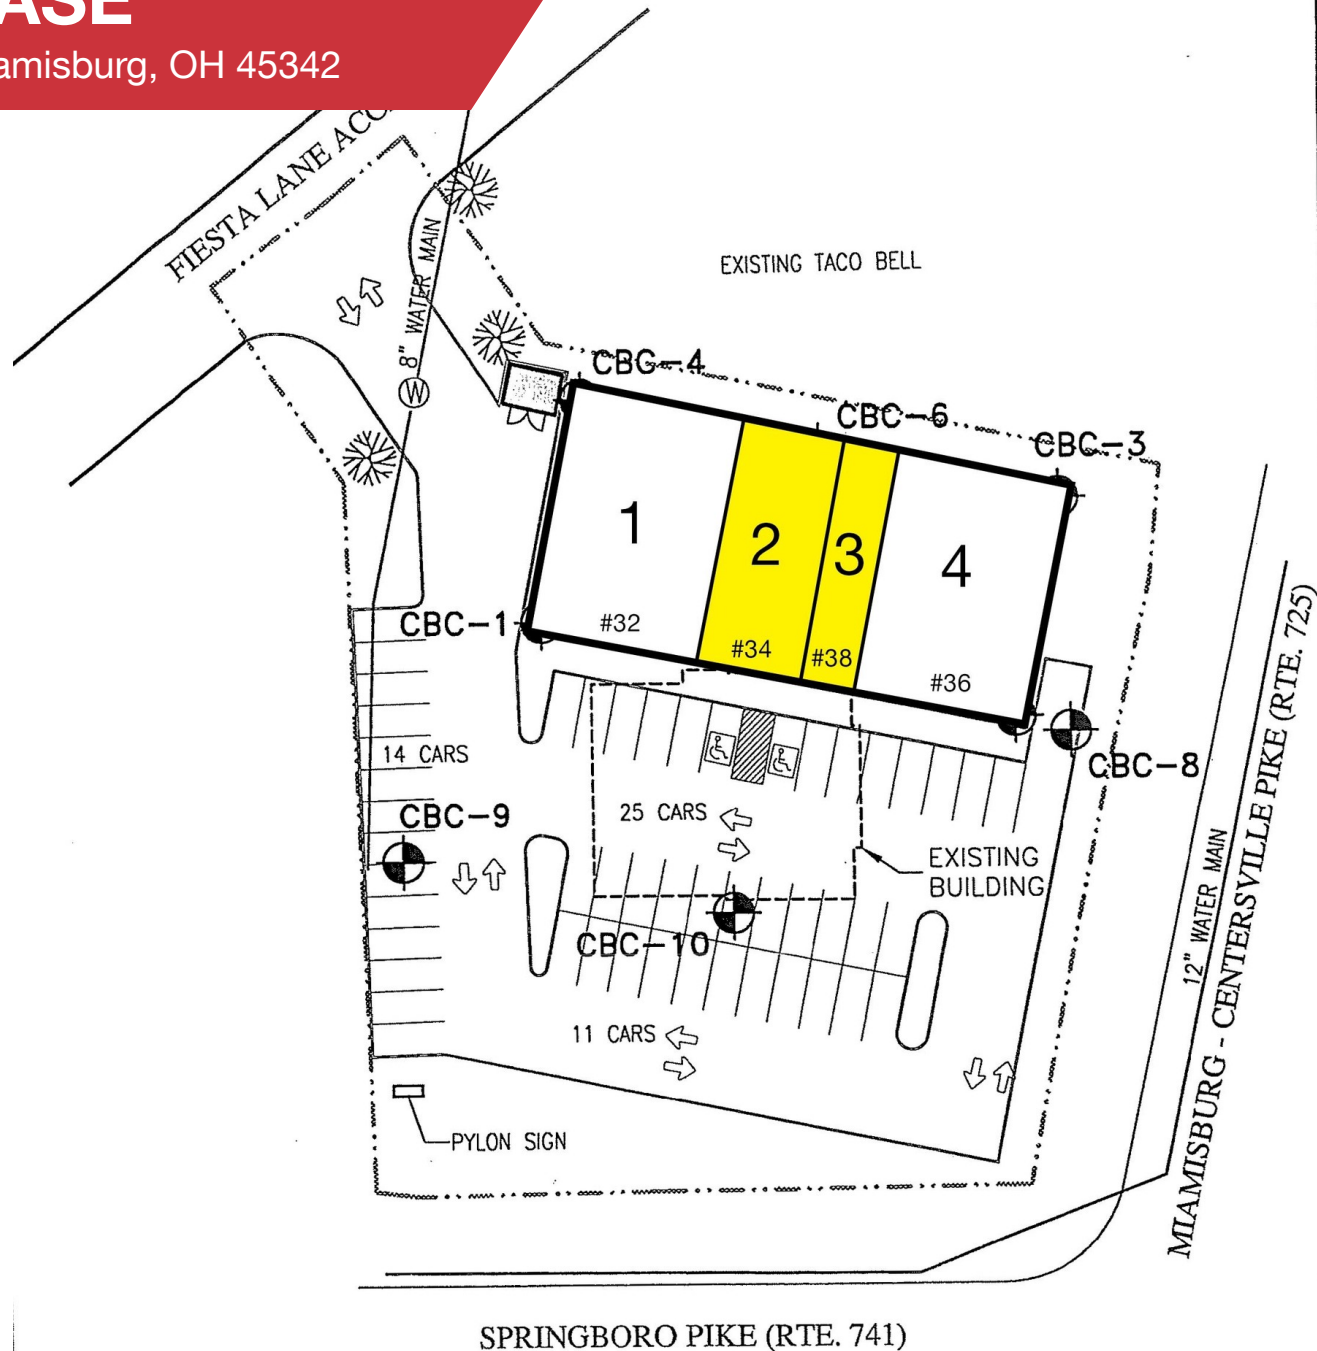 ASE
amisburg, OH 45342
FIESTA LANE ACC
8" WATER MAIN
W
EXISTING TACO BELL
CBC-4
CBC-6
CBC-3
1
2
3
4
#32
#34
#38
#36
CBC-1
CBC-8
14 CARS
CBC-9
25 CARS
EXISTING
BUILDING
CBC-10
11 CARS
PYLON SIGN
12" WATER MAIN
MIAMISBURG - CENTERSVILLE PIKE (RTE. 725)
SPRINGBORO PIKE (RTE. 741)